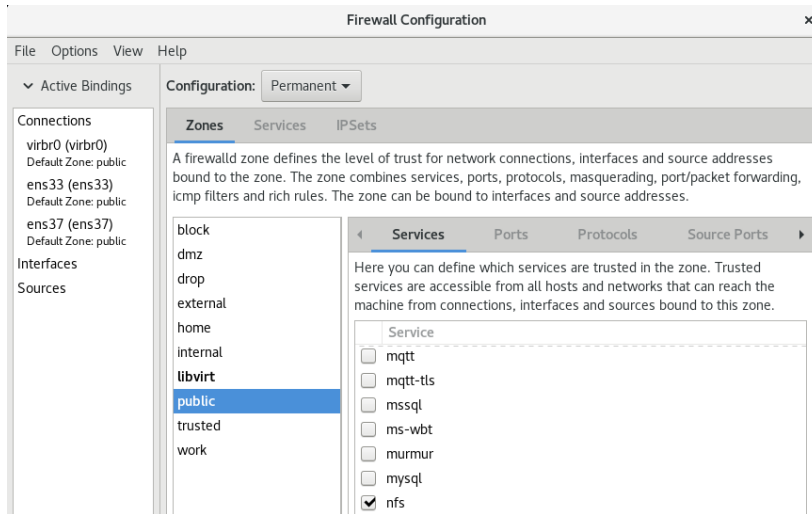 Firewall Configuration
File Options View Help
Active Bindings
Configuration: Permanent
Connections
virbr0 (virbr0)
Default Zone: public
ens33 (ens33)
Default Zone: public
ens37 (ens37)
Default Zone: public
Interfaces
Sources
Zones Services IPSets
A firewalld zone defines the level of trust for network connections, interfaces and source addresses
bound to the zone. The zone combines services, ports, protocols, masquerading, port/packet forwarding,
icmp filters and rich rules. The zone can be bound to interfaces and source addresses.
block
dmz
drop
external
home
internal
libvirt
public
trusted
work
Services Ports Protocols Source Ports
Here you can define which services are trusted in the zone. Trusted
services are accessible from all hosts and networks that can reach the
machine from connections, interfaces and sources bound to this zone.
Service
mqtt
mqtt-tls
mssql
ms-wbt
murmur
mysql
nfs